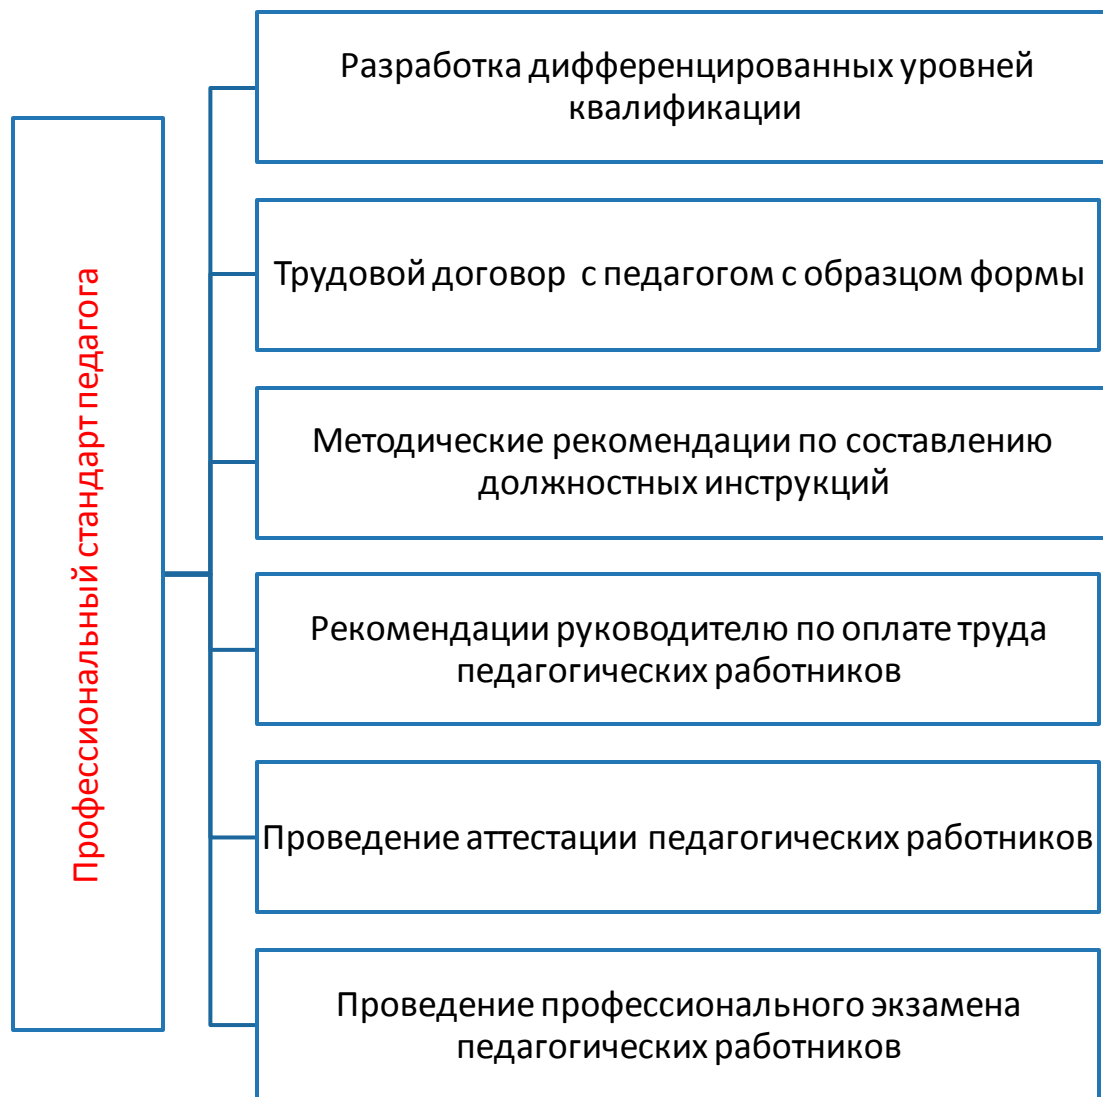 Профессиональный стандарт педагога
Разработка дифференцированных уровней
квалификации
Трудовой договор с педагогом с образцом формы
Методические рекомендации по составлению
должностных инструкций
Рекомендации руководителю по оплате труда
педагогических работников
Проведение аттестации педагогических работников
Проведение профессионального экзамена
педагогических работников